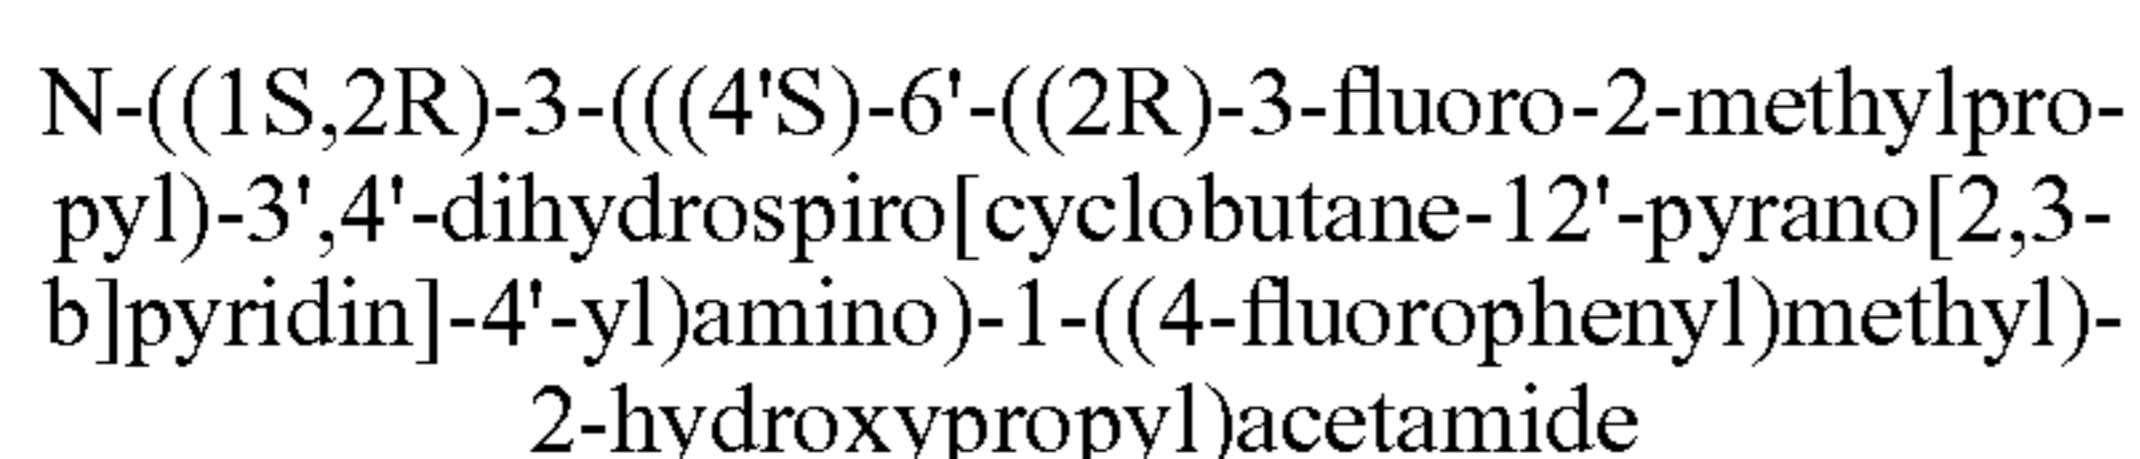 N-((1S,2R)-3-(((4'S)-6'-((2R)-3-fluoro-2-methylpro-
pyl)-3',4'-dihydrospiro[cyclobutane-12'-pyrano[2,3-
b]pyridin]-4'-yl)amino)-1-((4-fluorophenyl)methyl)-
2-hydroxypropyl)acetamide